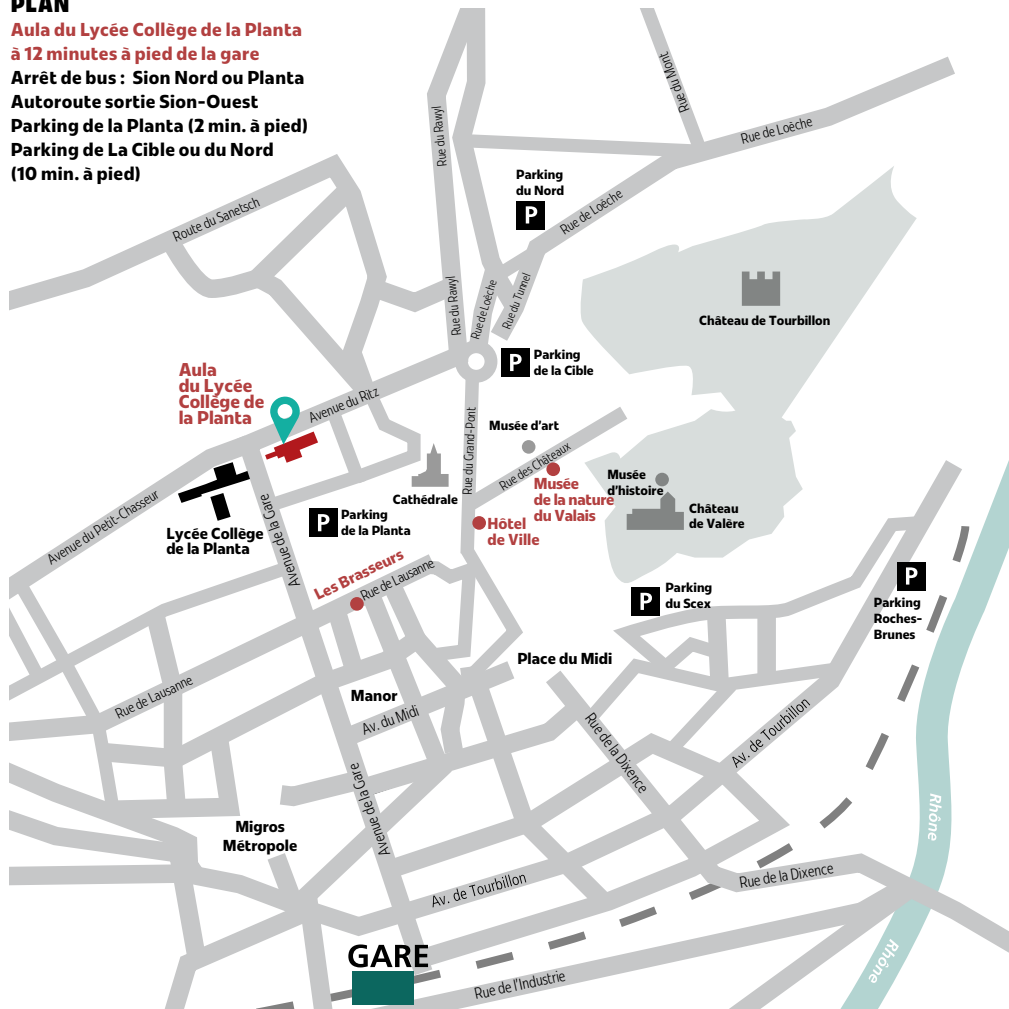 PLAN
Aula du Lycée Collège de la Planta
à 12 minutes à pied de la gare
Arrêt de bus : Sion Nord ou Planta
Autoroute sortie Sion-Ouest
Parking de la Planta (2 min. à pied)
Parking de La Cible ou du Nord
(10 min. à pied)
Rue du Mont
Rue du Rawyl
Rue de Loèche
Parking
du Nord
P
Rue de Loèche
Route du Sanetsch
Rue du Rawyl
Rue de Loèche
Rue du Tunnel
Château de Tourbillon
P
Parking
de la Cible
Aula
du Lycée
Collège de
la Planta
Avenue du Ritz
Rue du Grand-Pont
Musée d'art
Rue des Châteaux
Musée
d'histoire
Musée
de la nature
du Valais
Château
de Valère
Cathédrale
Avenue du Petit-Chasseur
Avenue de la Gare
P
Parking
de la Planta
Hôtel
de Ville
Lycée Collège
de la Planta
Les Brasseurs
Rue de Lausanne
P
Parking
du Scex
P
Parking
Roches-
Brunes
Place du Midi
Rue de Lausanne
Manor
Av. du Midi
Rue de la Dixence
Av. de Tourbillon
Avenue de la Gare
Rhône
Migros
Métropole
Av. de Tourbillon
Rue de la Dixence
GARE
Rue de l'Industrie
Rhône